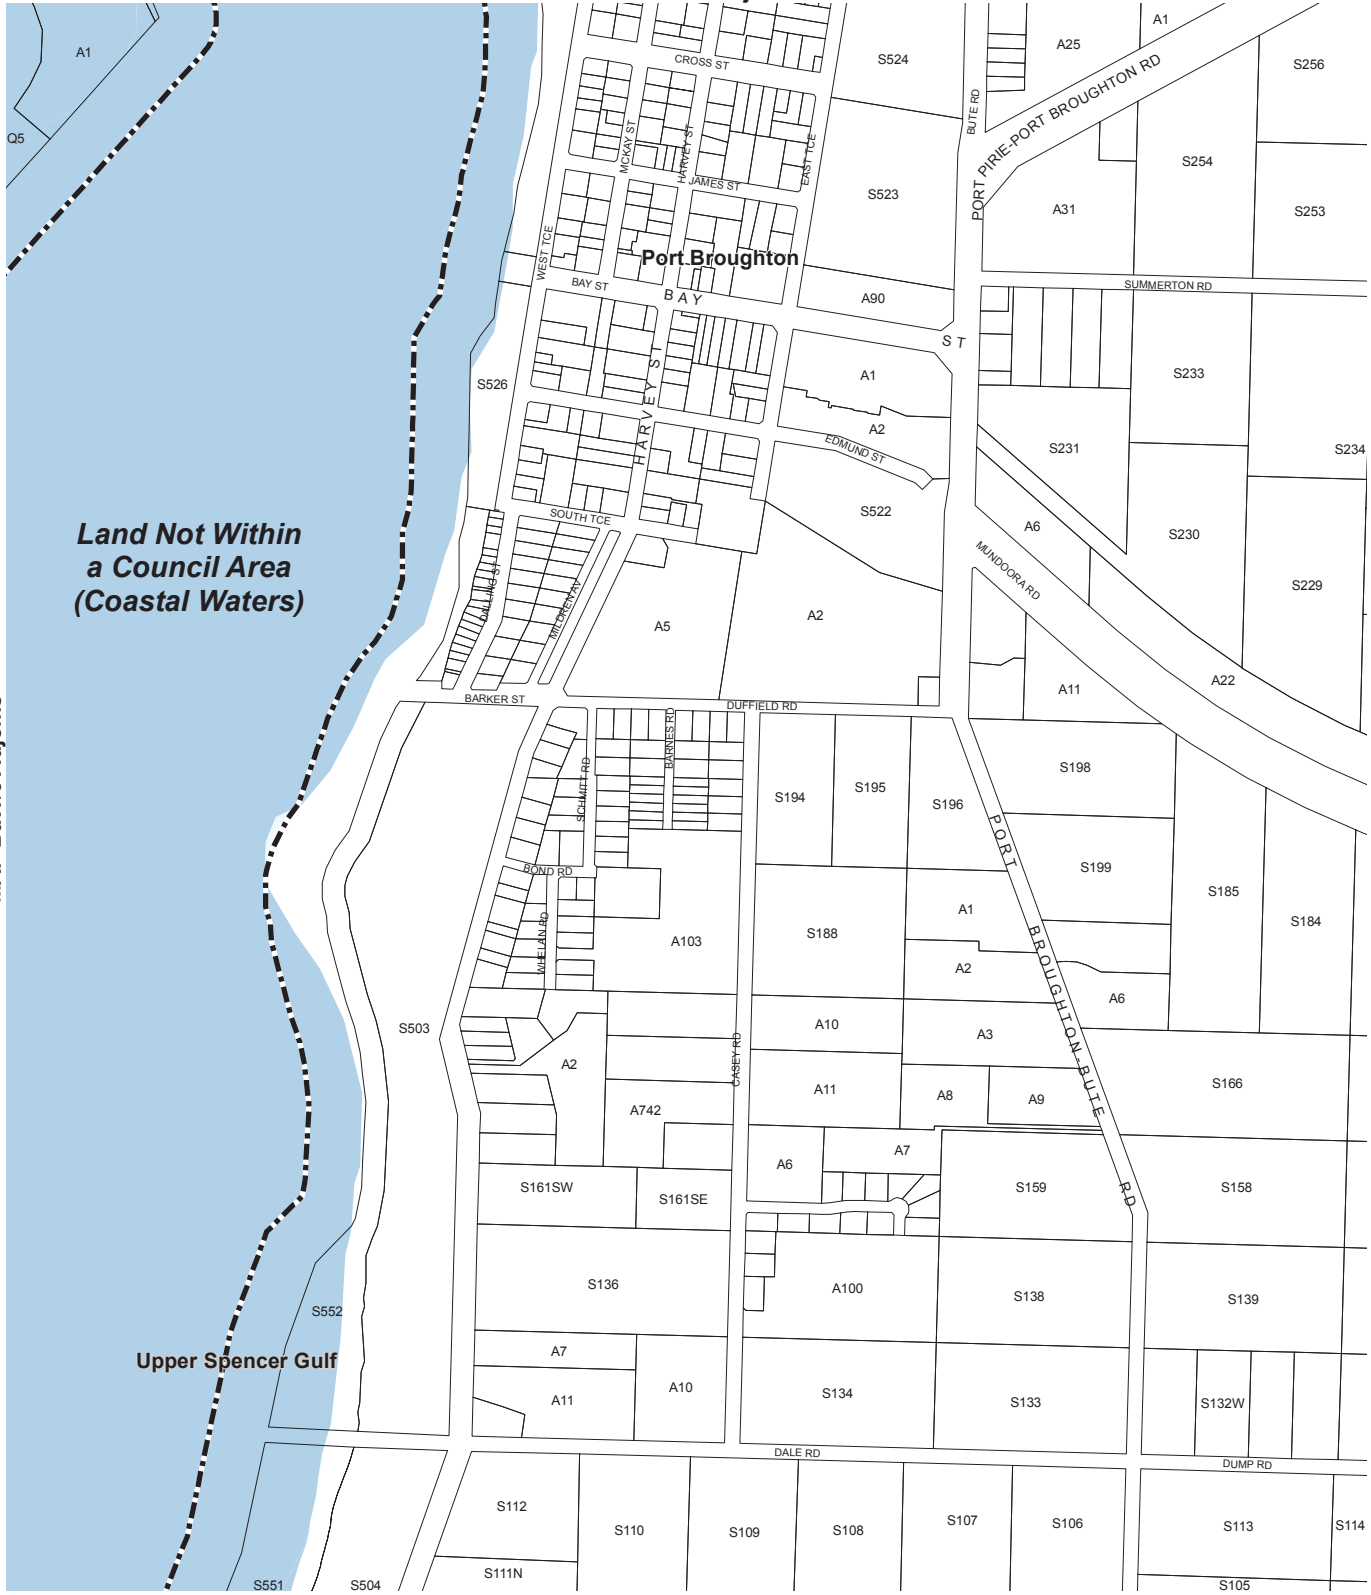 A1
A25
A1
S524
S256
CROSS ST
PORT PIRIE-PORT BROUGHTON RD
BUTE RD
Q5
MCKAY ST
HARVEY ST
EAST TCE
S254
JAMES ST
S523
A31
S253
WEST TCE
Port Broughton
BAY ST
BAY ST
A90
SUMMERTON RD
S526
HARVEY ST
A1
S233
A2
EDMUND ST
S231
S234
SOUTH TCE
S522
A6
S230
Land Not Within
a Council Area
(Coastal Waters)
MUNDOORA RD
DALLING ST
MILDREN AV
A5
A2
S229
A22
A11
BARKER ST
DUFFIELD RD
BARNES RD
SCHMITT RD
S198
S194
S195
S196
PORT BROUGHTON-BUTE RD
BOND RD
S199
S185
WHELAN RD
A103
S188
A1
S184
A2
A6
S503
A10
A3
A2
CASEY RD
A11
A8
A9
S166
A742
A6
A7
S161SW
S161SE
S159
S158
S136
A100
S138
S139
S552
Upper Spencer Gulf
A7
A11
A10
S134
S133
S132W
DALE RD
DUMP RD
S112
S110
S109
S108
S107
S106
S113
S114
S111N
S551
S504
S105